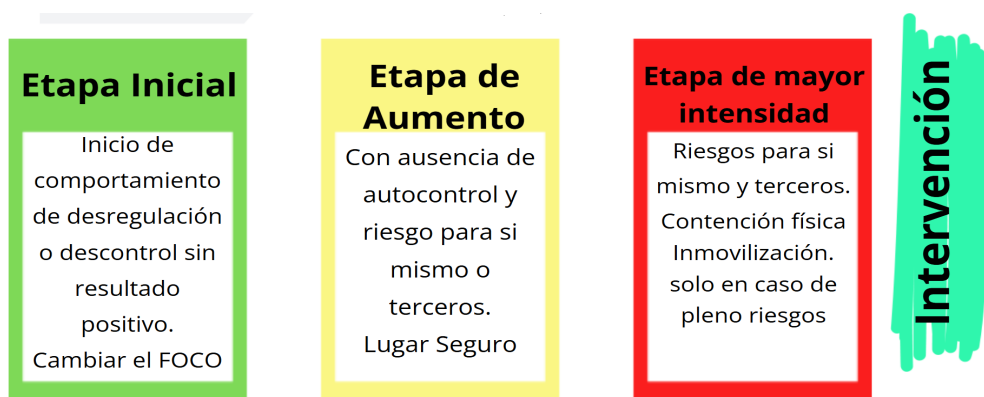 Etapa Inicial
Inicio de
comportamiento
de desregulación
o descontrol sin
resultado
positivo.
Cambiar el FOCO
Etapa de
Aumento
Con ausencia de
autocontrol y
riesgo para si
mismo o
terceros.
Lugar Seguro
Etapa de mayor
intensidad
Riesgos para si
mismo y terceros.
Contención física
Inmovilización.
solo en caso de
pleno riesgos
Intervención